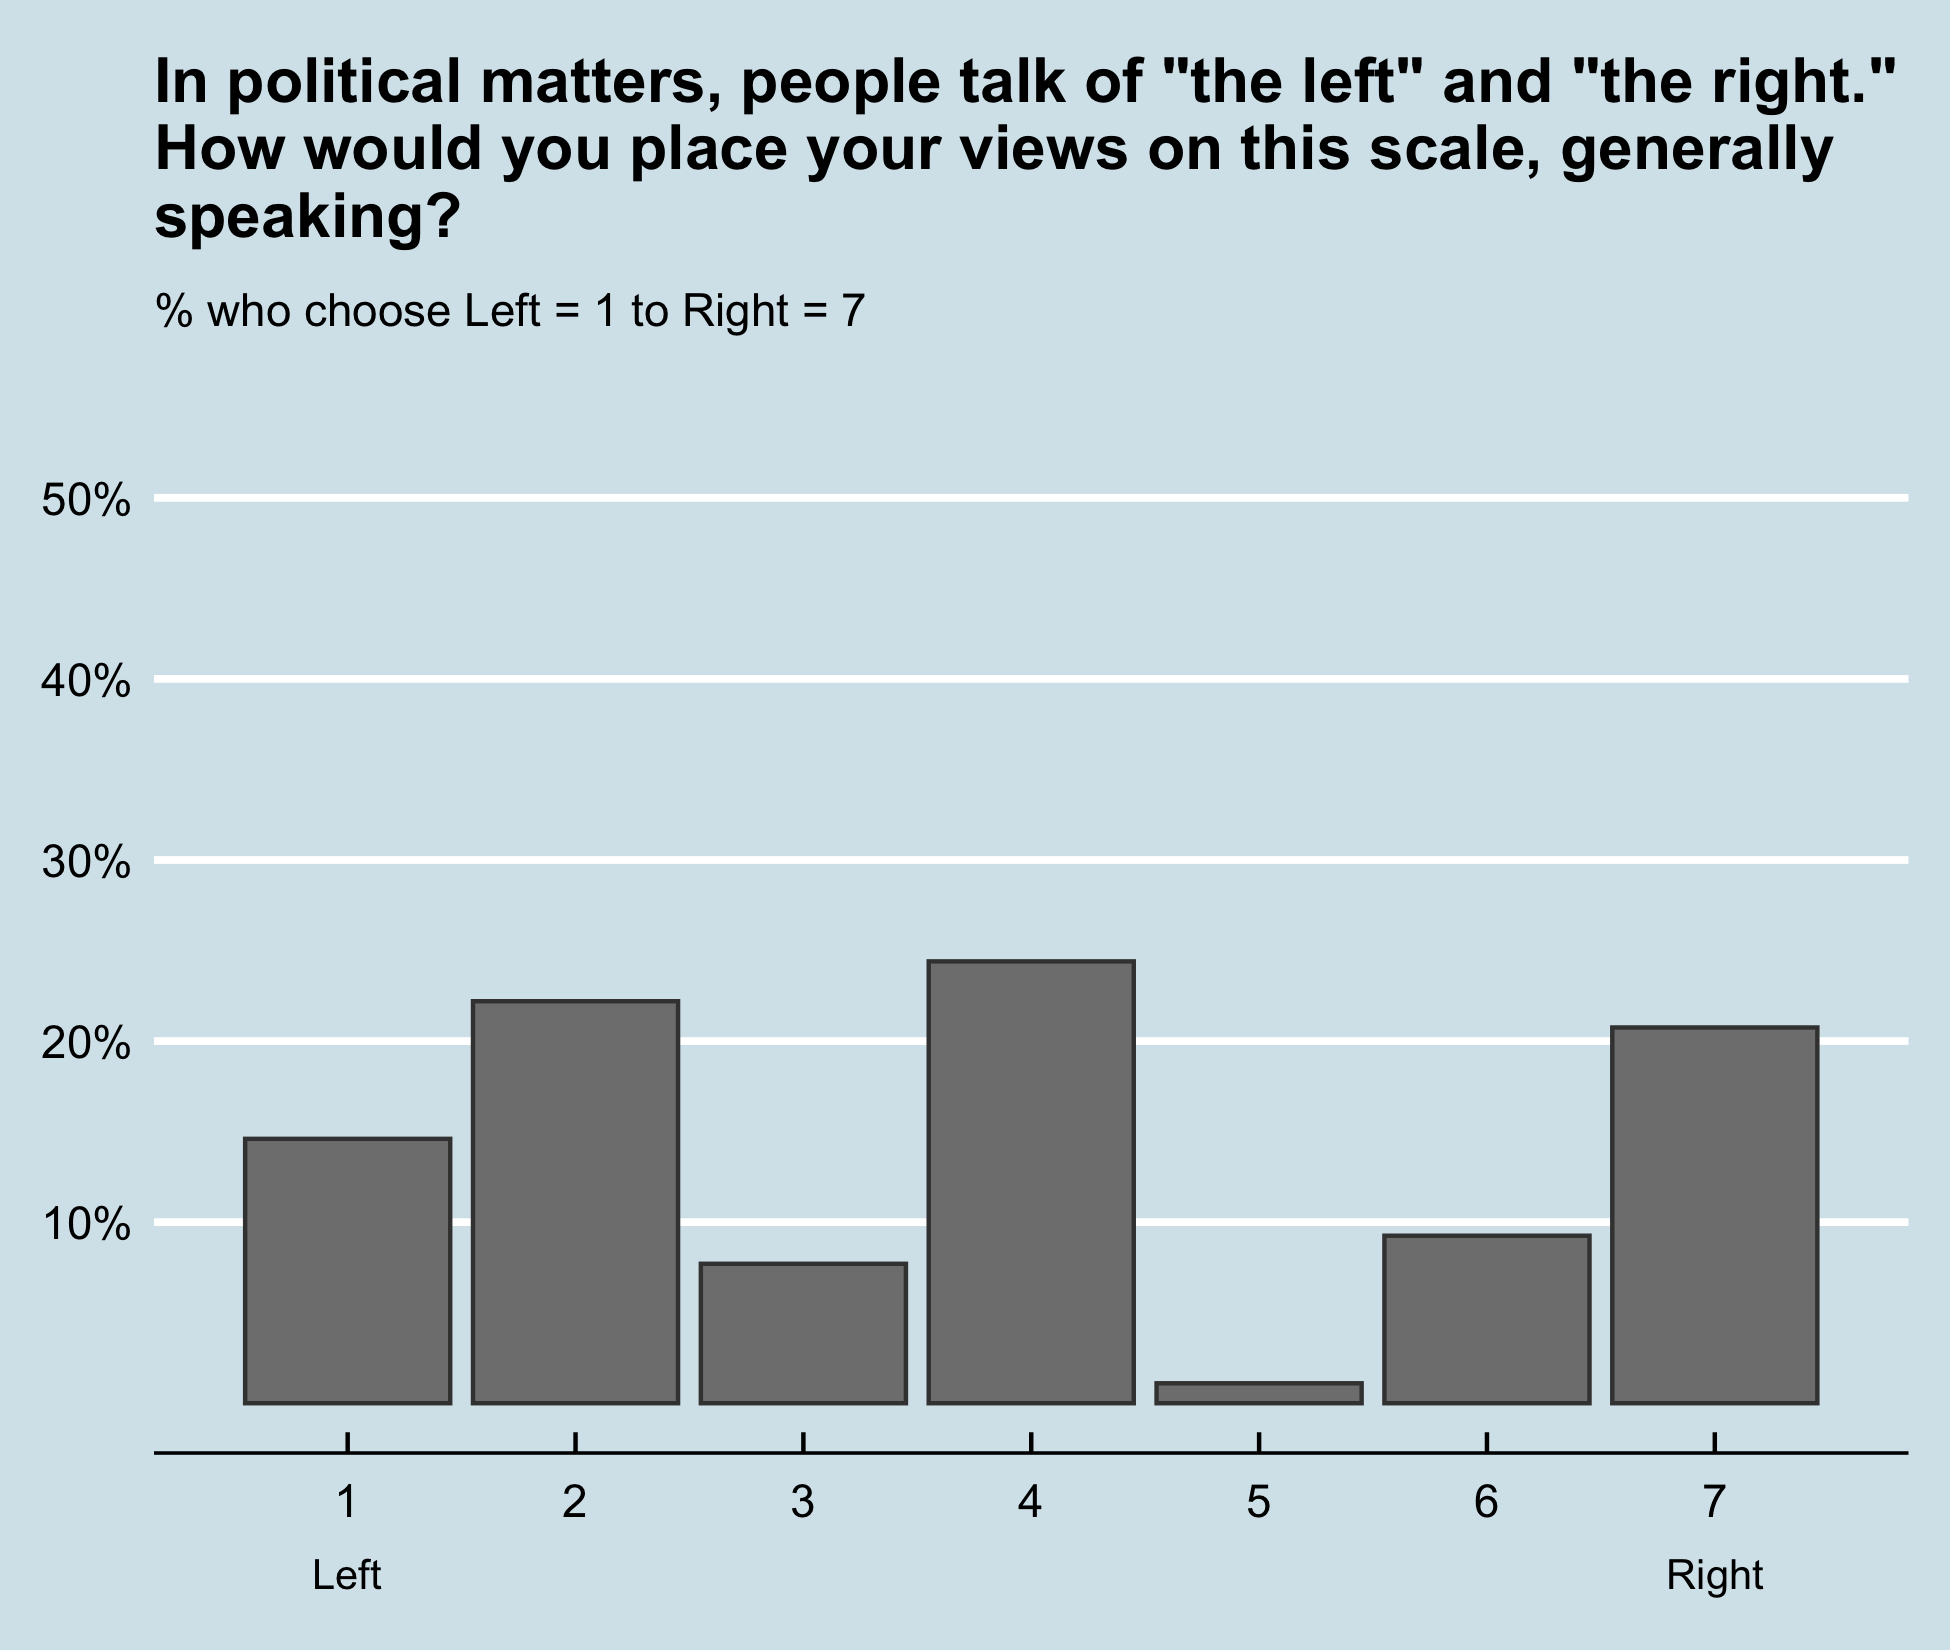 In political matters, people talk of "the left" and "the right."
How would you place your views on this scale, generally
speaking?
% who choose Left = 1 to Right = 7
50%
40%
30%
20%
10%
1 2 3 4 5 6 7
Left Right